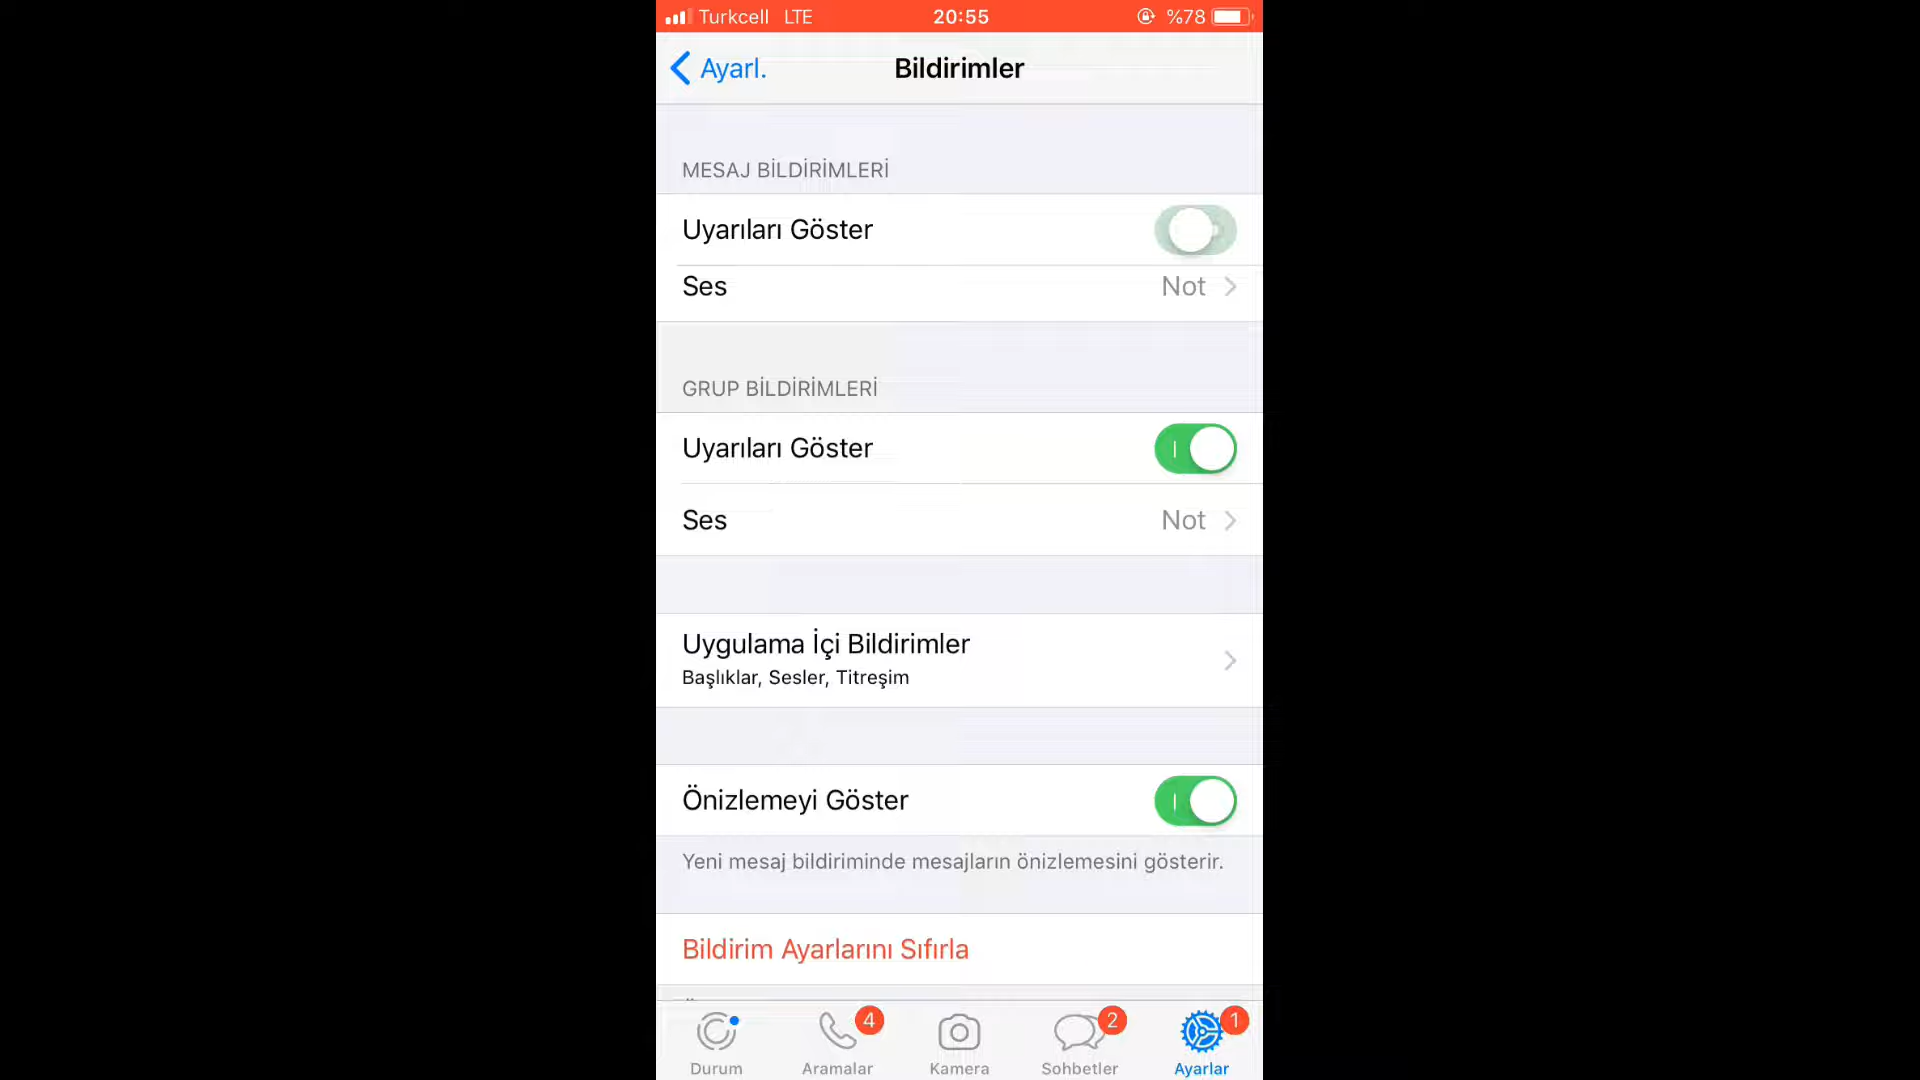 Turkcell LTE 20:55 %78
Ayarl. Bildirimler
MESAJ BİLDİRİMLERİ
Uyarıları Göster
Ses Not
GRUP BİLDİRİMLERİ
Uyarıları Göster
Ses Not
Uygulama İçi Bildirimler
Başlıklar, Sesler, Titreşim
Önizlemeyi Göster
Yeni mesaj bildiriminde mesajların önizlemesini gösterir.
Bildirim Ayarlarını Sıfırla
4 2 1
Durum Aramalar Kamera Sohbetler Ayarlar